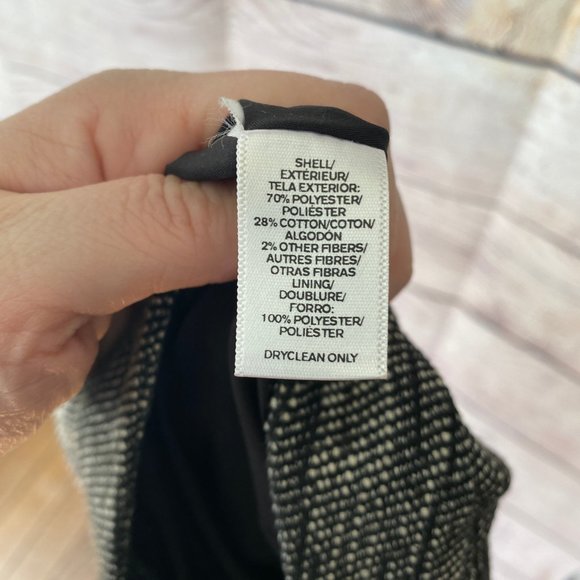 SHELL/
EXTÉRIEUR/
TELA EXTERIOR:
70% POLYESTER/
POLIÉSTER
28% COTTON/COTON/
ALGODÓN
2% OTHER FIBERS/
AUTRES FIBRES/
OTRAS FIBRAS
LINING/
DOUBLURE/
FORRO:
100% POLYESTER/
POLIÉSTER
DRYCLEAN ONLY